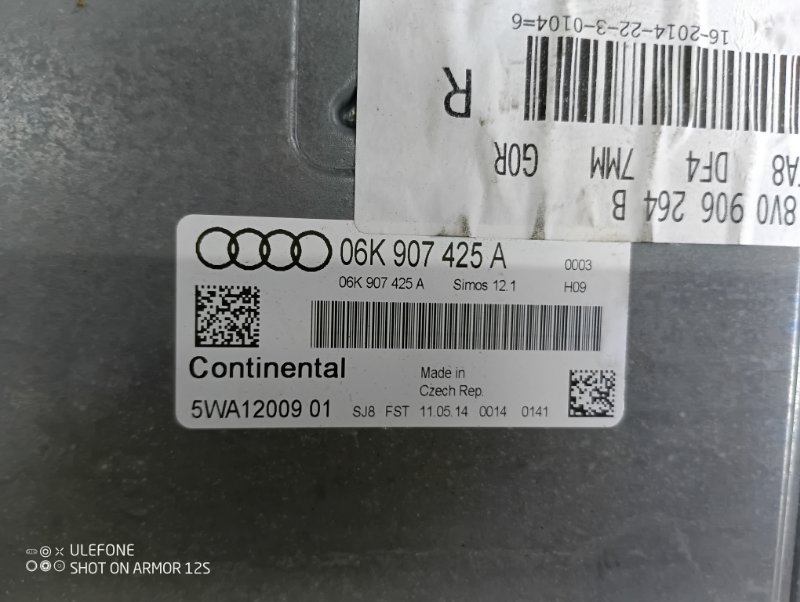 16-2014-22-3-0104=6
R
DF4 7MM G0R
8V0 906 264 B
06K 907 425 A
0003
06K 907 425 A Simos 12.1 H09
Continental
Made in
Czech Rep.
5WA12009 01 SJ8 FST 11.05.14 0014 0141
ULEFONE
SHOT ON ARMOR 12S